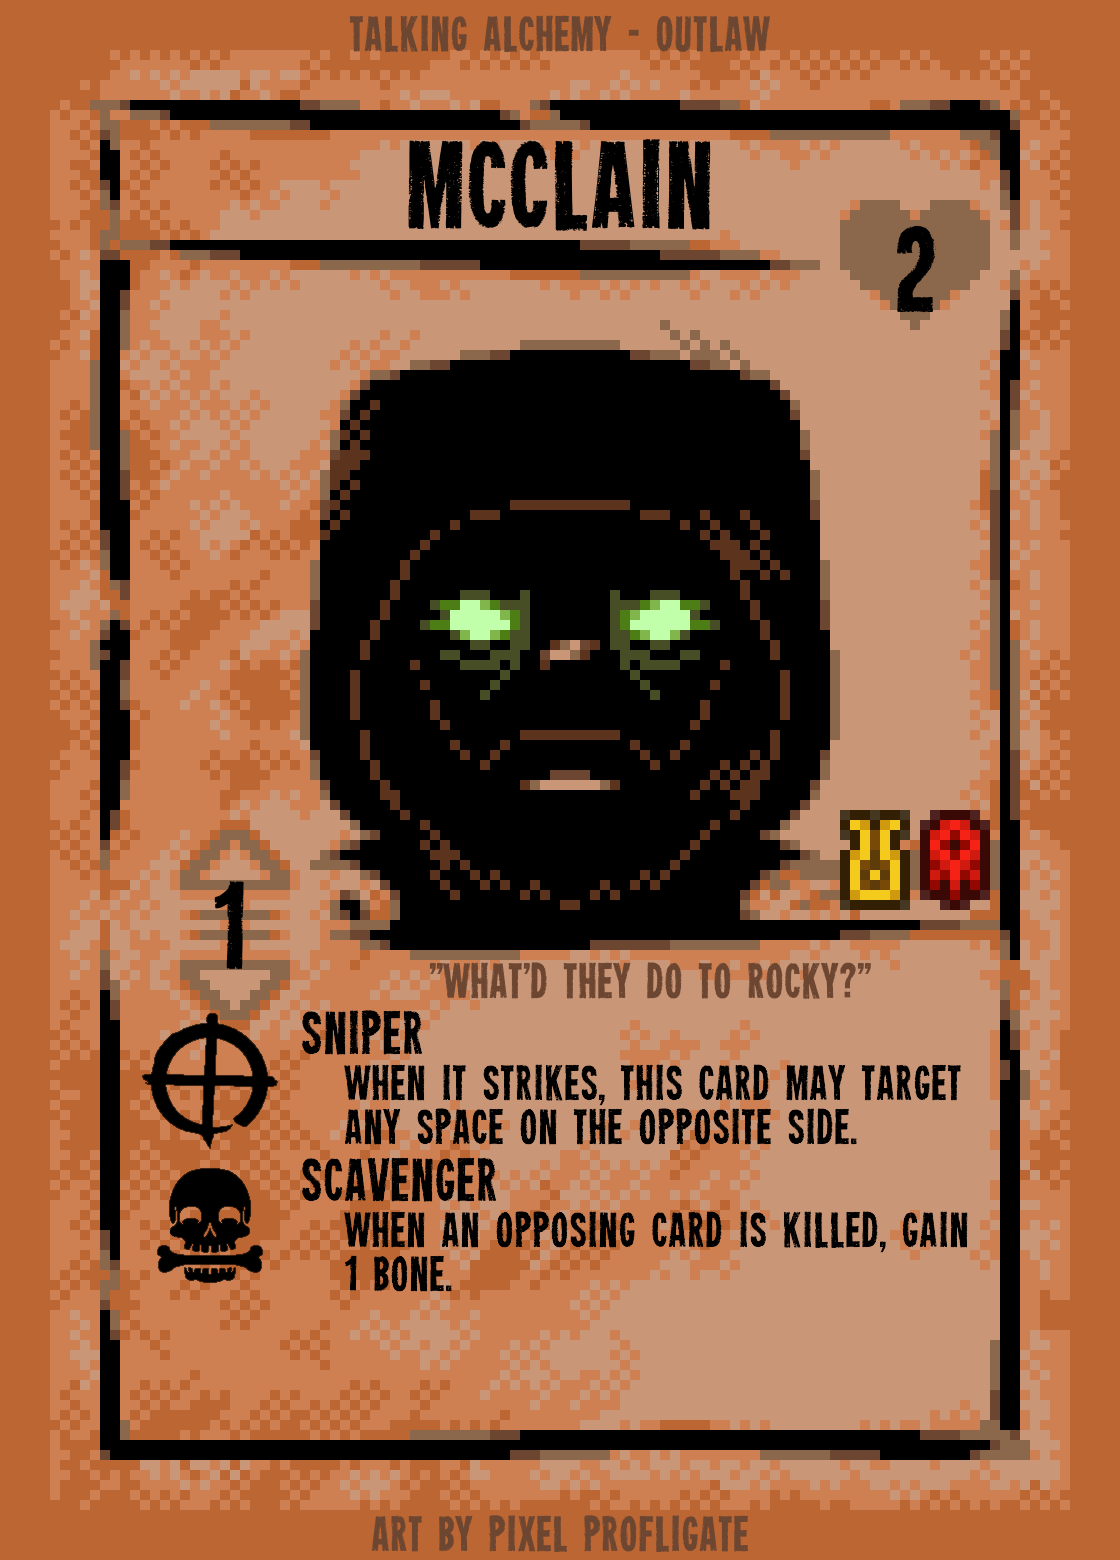 TALKING ALCHEMY - OUTLAW
MCCLAIN
2
1
"WHAT'D THEY DO TO ROCKY?"
SNIPER
WHEN IT STRIKES, THIS CARD MAY TARGET
ANY SPACE ON THE OPPOSITE SIDE.
SCAVENGER
WHEN AN OPPOSING CARD IS KILLED, GAIN
1 BONE.
ART BY PIXEL PROFLIGATE